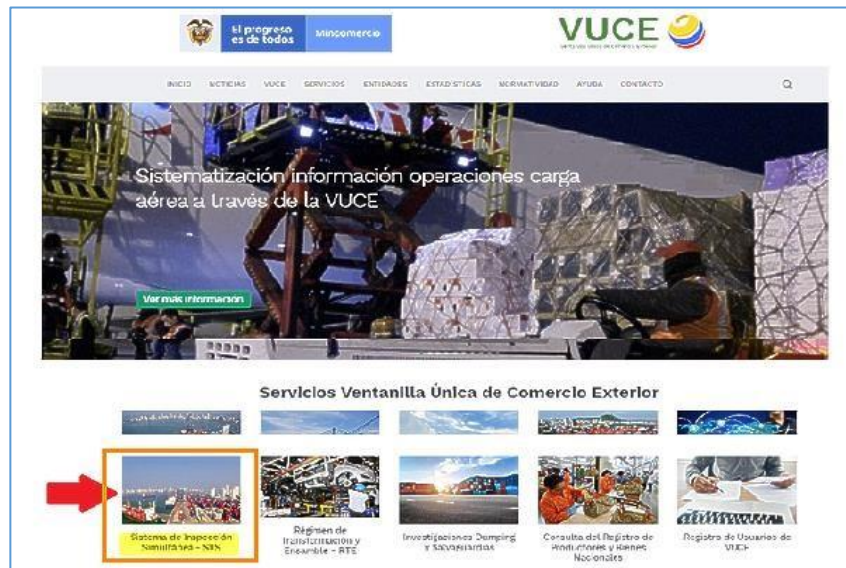 El progreso
es de todos
Mincomercio
VUCE
INICIO NOTICIAS VUCE SERVICIOS ENTIDADES ESTADÍSTICAS NORMATIVIDAD AYUDA CONTACTO
Sistematización información operaciones carga
aérea a través de la VUCE
Ver más información
Servicios Ventanilla Única de Comercio Exterior
Sistema de Inspección
Simultánea - SIIS
Régimen de
Transformación y
Ensamble - RTE
Investigaciones Dumping
y Salvaguardias
Consulta del Registro de
Productores y Bienes
Nacionales
Registro de Usuarios de
VUCE